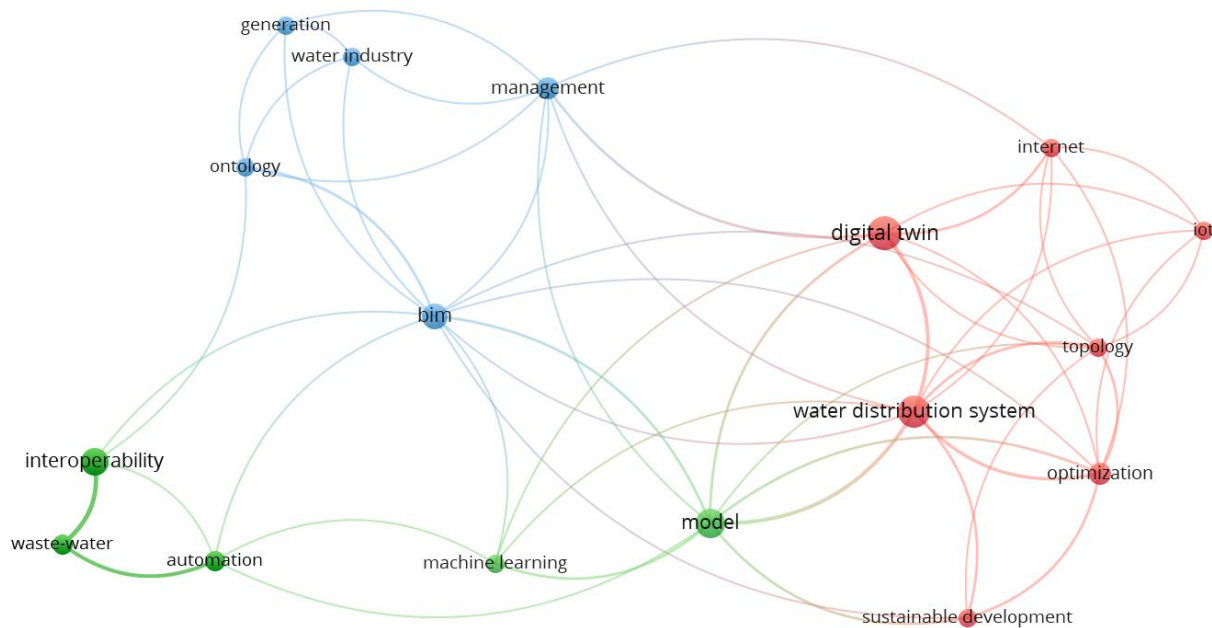 generation
water industry
management
internet
ontology
digital twin
iot
bim
topology
water distribution system
interoperability
optimization
model
waste-water
automation
machine learning
sustainable development